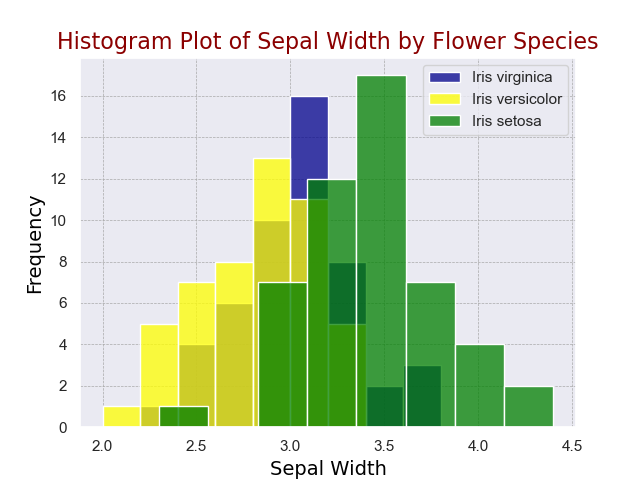 Histogram Plot of Sepal Width by Flower Species
Iris virginica
Iris versicolor
Iris setosa
16
14
12
10
8
6
4
2
0
Frequency
2.0 2.5 3.0 3.5 4.0 4.5
Sepal Width